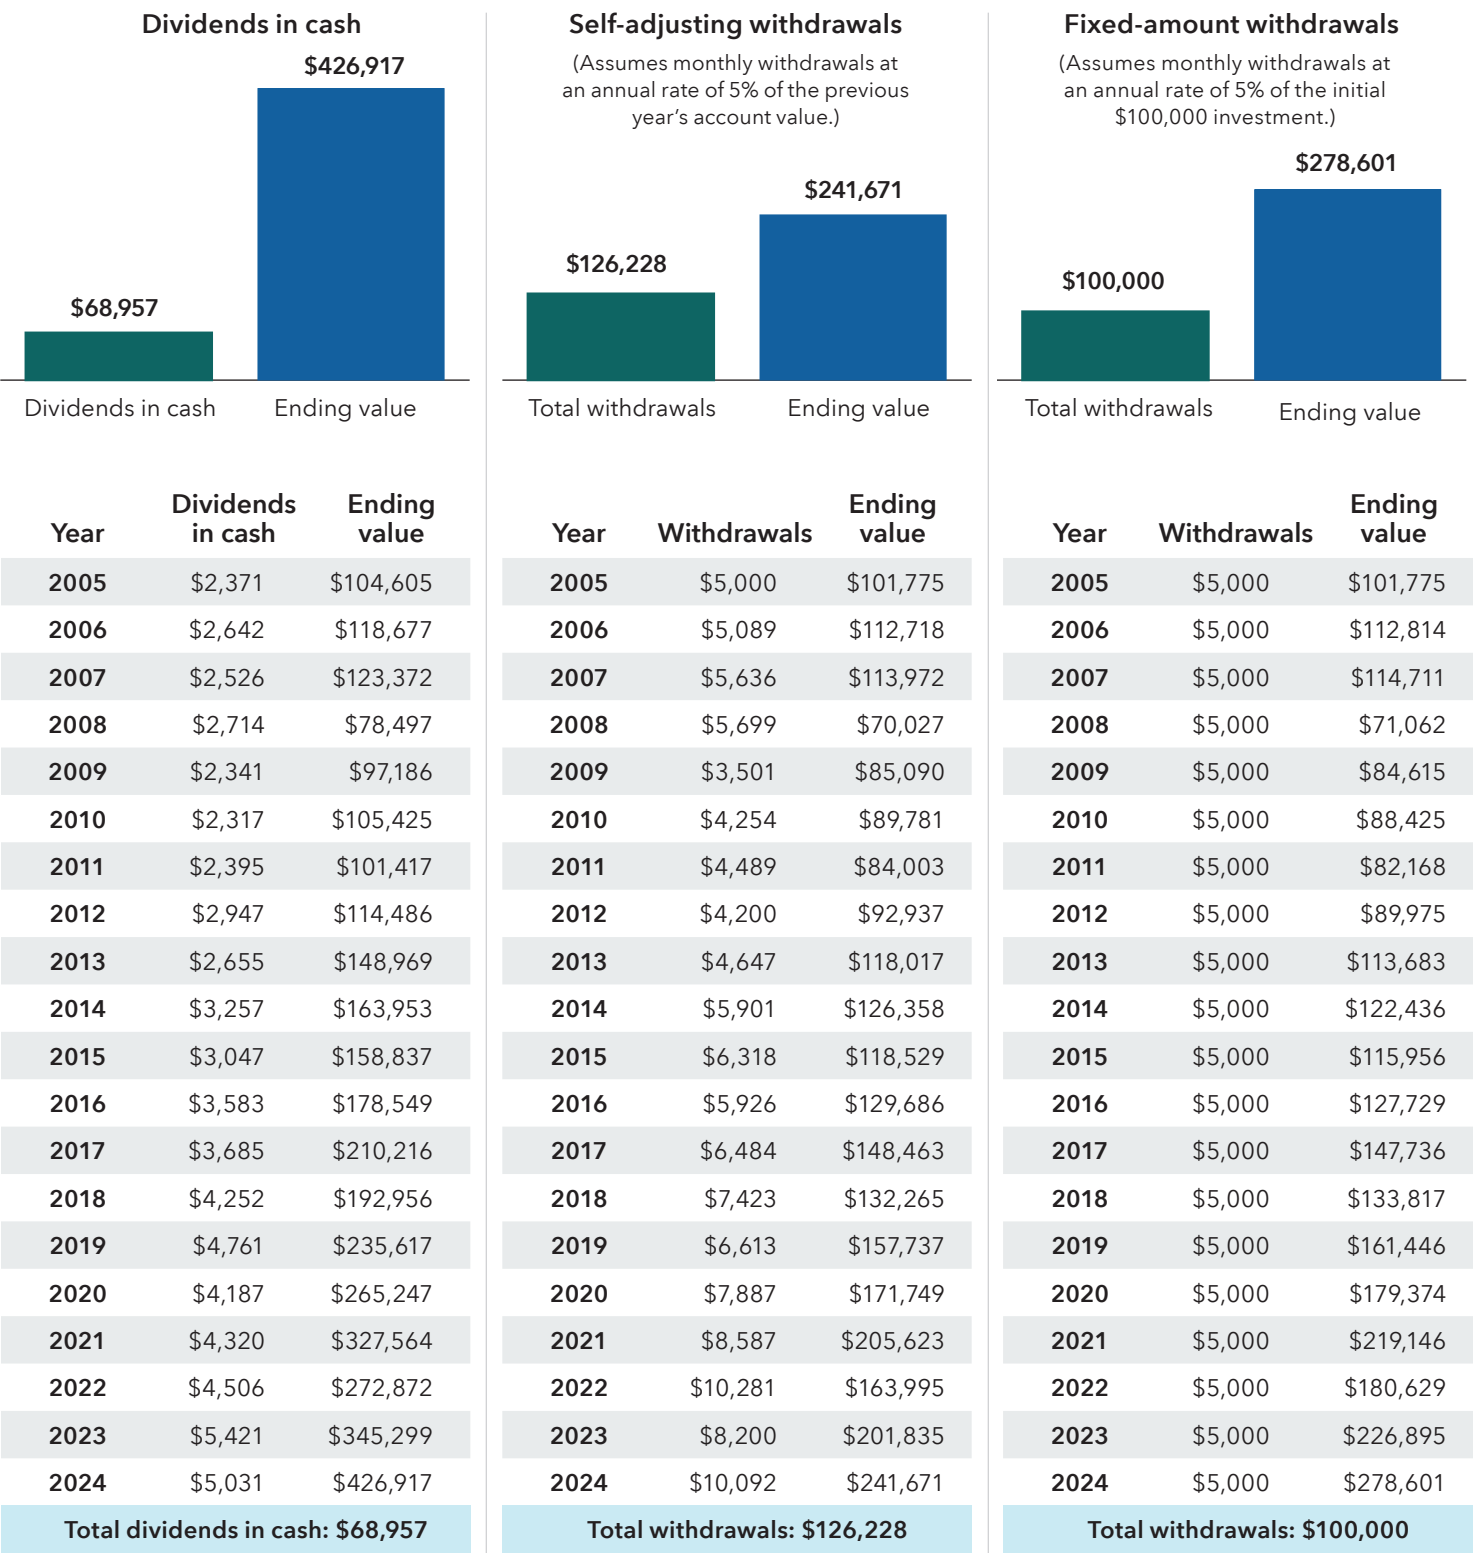 Dividends in cash
$426,917
$68,957
Dividends in cash Ending value
Year Dividends in cash Ending value
2005 $2,371 $104,605
2006 $2,642 $118,677
2007 $2,526 $123,372
2008 $2,714 $78,497
2009 $2,341 $97,186
2010 $2,317 $105,425
2011 $2,395 $101,417
2012 $2,947 $114,486
2013 $2,655 $148,969
2014 $3,257 $163,953
2015 $3,047 $158,837
2016 $3,583 $178,549
2017 $3,685 $210,216
2018 $4,252 $192,956
2019 $4,761 $235,617
2020 $4,187 $265,247
2021 $4,320 $327,564
2022 $4,506 $272,872
2023 $5,421 $345,299
2024 $5,031 $426,917
Total dividends in cash: $68,957
Self-adjusting withdrawals
(Assumes monthly withdrawals at
an annual rate of 5% of the previous
year’s account value.)
$241,671
$126,228
Total withdrawals Ending value
Year Withdrawals Ending value
2005 $5,000 $101,775
2006 $5,089 $112,718
2007 $5,636 $113,972
2008 $5,699 $70,027
2009 $3,501 $85,090
2010 $4,254 $89,781
2011 $4,489 $84,003
2012 $4,200 $92,937
2013 $4,647 $118,017
2014 $5,901 $126,358
2015 $6,318 $118,529
2016 $5,926 $129,686
2017 $6,484 $148,463
2018 $7,423 $132,265
2019 $6,613 $157,737
2020 $7,887 $171,749
2021 $8,587 $205,623
2022 $10,281 $163,995
2023 $8,200 $201,835
2024 $10,092 $241,671
Total withdrawals: $126,228
Fixed-amount withdrawals
(Assumes monthly withdrawals at
an annual rate of 5% of the initial
$100,000 investment.)
$278,601
$100,000
Total withdrawals Ending value
Year Withdrawals Ending value
2005 $5,000 $101,775
2006 $5,000 $112,814
2007 $5,000 $114,711
2008 $5,000 $71,062
2009 $5,000 $84,615
2010 $5,000 $88,425
2011 $5,000 $82,168
2012 $5,000 $89,975
2013 $5,000 $113,683
2014 $5,000 $122,436
2015 $5,000 $115,956
2016 $5,000 $127,729
2017 $5,000 $147,736
2018 $5,000 $133,817
2019 $5,000 $161,446
2020 $5,000 $179,374
2021 $5,000 $219,146
2022 $5,000 $180,629
2023 $5,000 $226,895
2024 $5,000 $278,601
Total withdrawals: $100,000